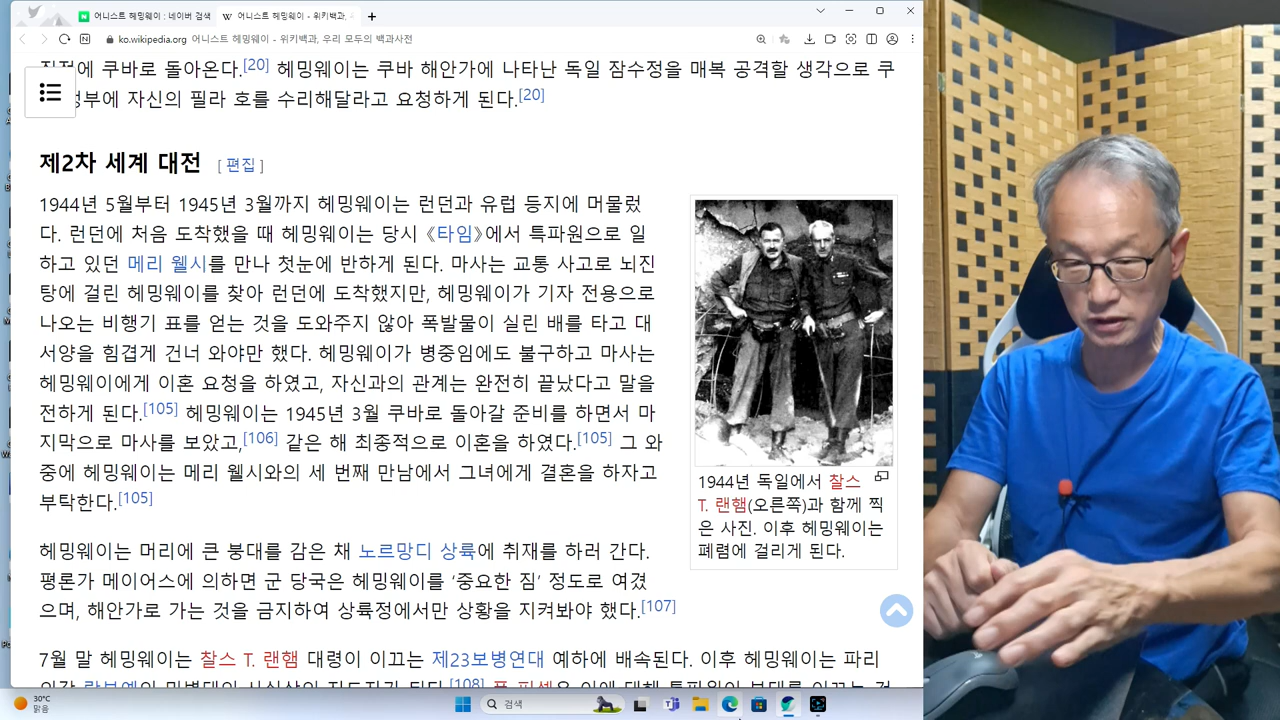 어니스트 헤밍웨이 : 네이버 검색
어니스트 헤밍웨이 - 위키백과,
ko.wikipedia.org 어니스트 헤밍웨이 - 위키백과, 우리 모두의 백과사전
에 쿠바로 돌아온다.[20] 헤밍웨이는 쿠바 해안가에 나타난 독일 잠수정을 매복 공격할 생각으로 쿠
정부에 자신의 필라 호를 수리해달라고 요청하게 된다.[20]
제2차 세계 대전 [ 편집 ]
1944년 5월부터 1945년 3월까지 헤밍웨이는 런던과 유럽 등지에 머물렀
다. 런던에 처음 도착했을 때 헤밍웨이는 당시 《타임》에서 특파원으로 일
하고 있던 메리 웰시를 만나 첫눈에 반하게 된다. 마사는 교통 사고로 뇌진
탕에 걸린 헤밍웨이를 찾아 런던에 도착했지만, 헤밍웨이가 기자 전용으로
나오는 비행기 표를 얻는 것을 도와주지 않아 폭발물이 실린 배를 타고 대
서양을 힘겹게 건너 와야만 했다. 헤밍웨이가 병중임에도 불구하고 마사는
헤밍웨이에게 이혼 요청을 하였고, 자신과의 관계는 완전히 끝났다고 말을
전하게 된다.[105] 헤밍웨이는 1945년 3월 쿠바로 돌아갈 준비를 하면서 마
지막으로 마사를 보았고,[106] 같은 해 최종적으로 이혼을 하였다.[105] 그 와
중에 헤밍웨이는 메리 웰시와의 세 번째 만남에서 그녀에게 결혼을 하자고
부탁한다.[105]
1944년 독일에서 찰스
T. 랜햄(오른쪽)과 함께 찍
은 사진. 이후 헤밍웨이는
폐렴에 걸리게 된다.
헤밍웨이는 머리에 큰 붕대를 감은 채 노르망디 상륙에 취재를 하러 간다.
평론가 메이어스에 의하면 군 당국은 헤밍웨이를 ‘중요한 짐’ 정도로 여겼
으며, 해안가로 가는 것을 금지하여 상륙정에서만 상황을 지켜봐야 했다.[107]
7월 말 헤밍웨이는 찰스 T. 랜햄 대령이 이끄는 제23보병연대 예하에 배속된다. 이후 헤밍웨이는 파리
30°C
맑음
검색